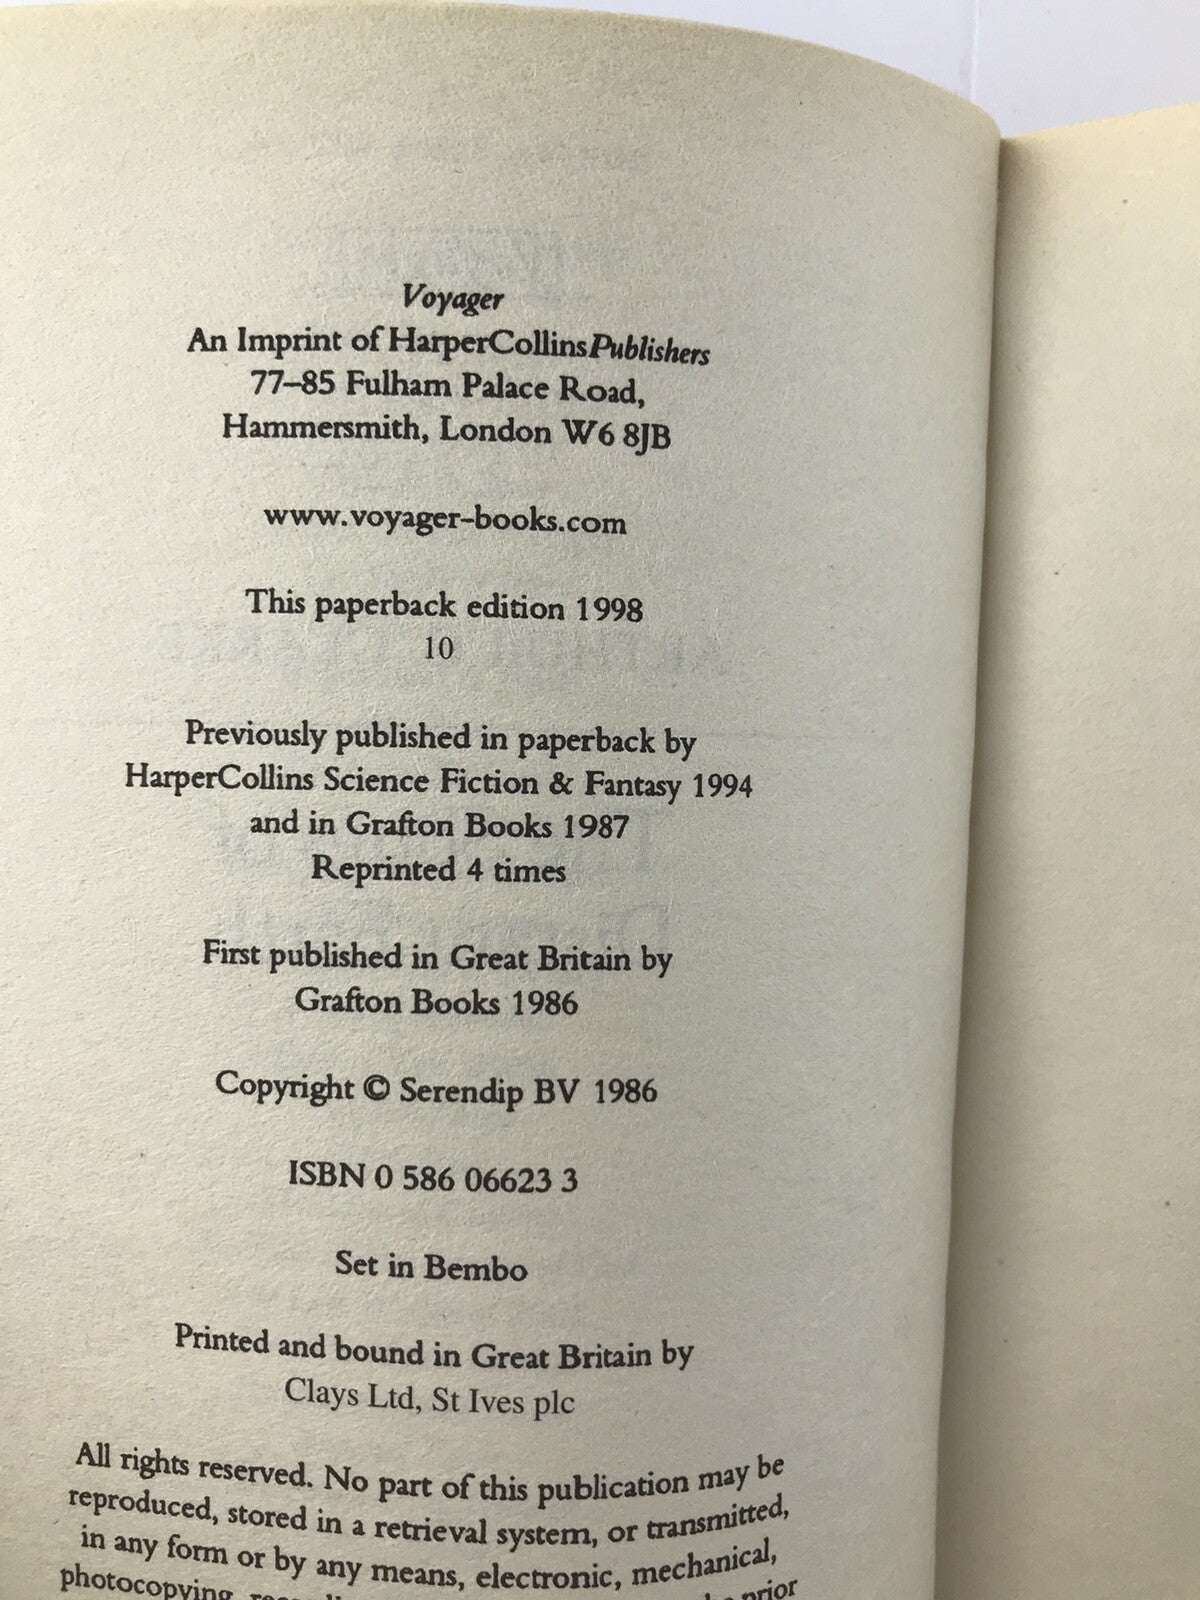 Voyager
An Imprint of HarperCollinsPublishers
77–85 Fulham Palace Road,
Hammersmith, London W6 8JB
www.voyager-books.com
This paperback edition 1998
10
Previously published in paperback by
HarperCollins Science Fiction & Fantasy 1994
and in Grafton Books 1987
Reprinted 4 times
First published in Great Britain by
Grafton Books 1986
Copyright © Serendip BV 1986
ISBN 0 586 06623 3
Set in Bembo
Printed and bound in Great Britain by
Clays Ltd, St Ives plc
All rights reserved. No part of this publication may be
reproduced, stored in a retrieval system, or transmitted,
in any form or by any means, electronic, mechanical,
photocopying, prior